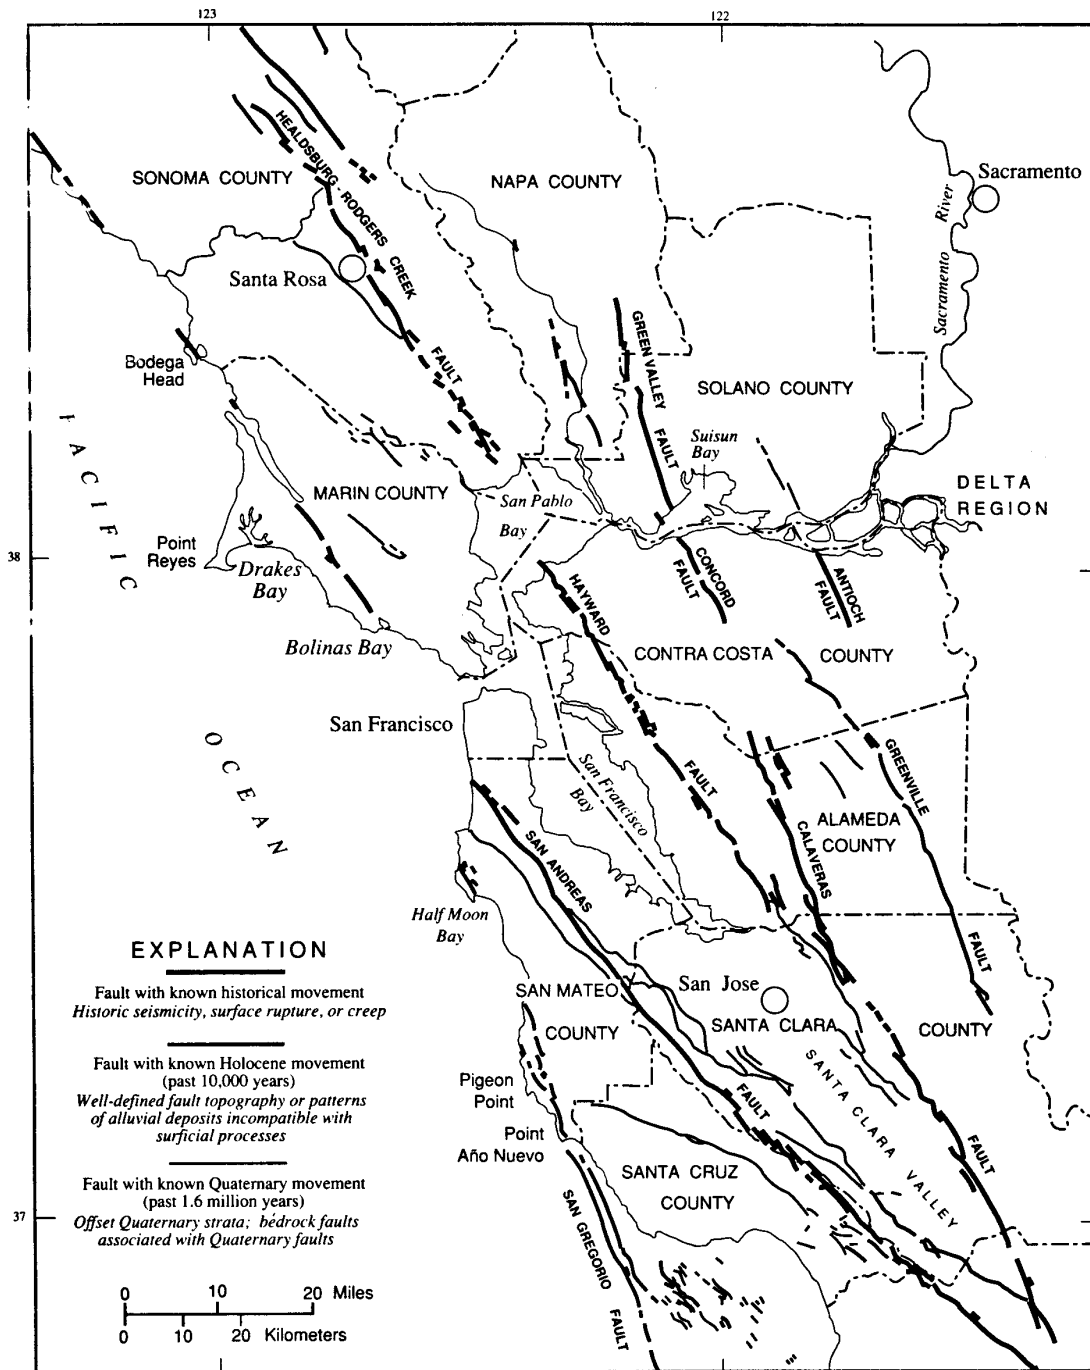 123
122
HEALDSBURG - RODGERS CREEK
FAULT
SONOMA COUNTY
NAPA COUNTY
Sacramento
River
Sacramento
Santa Rosa
GREEN VALLEY
FAULT
Bodega
Head
SOLANO COUNTY
Suisun
Bay
PACIFIC
OCEAN
DELTA
REGION
MARIN COUNTY
San Pablo
Bay
38
Point
Reyes
Drakes
Bay
Bolinas Bay
HAYWARD
FAULT
CONCORD
FAULT
ANTIOCH
FAULT
CONTRA COSTA
COUNTY
San Francisco
San Francisco
Bay
GREENVILLE
FAULT
ALAMEDA
COUNTY
CALAVERAS
FAULT
SAN ANDREAS
FAULT
Half Moon
Bay
San Jose
SAN MATEO
COUNTY
SANTA CLARA
COUNTY
SANTA CLARA VALLEY
Pigeon
Point
Point
Año Nuevo
SANTA CRUZ
COUNTY
SAN GREGORIO
FAULT
37
EXPLANATION
Fault with known historical movement
Historic seismicity, surface rupture, or creep
Fault with known Holocene movement
(past 10,000 years)
Well-defined fault topography or patterns
of alluvial deposits incompatible with
surficial processes
Fault with known Quaternary movement
(past 1.6 million years)
Offset Quaternary strata; bedrock faults
associated with Quaternary faults
0 10 20 Miles
0 10 20 Kilometers